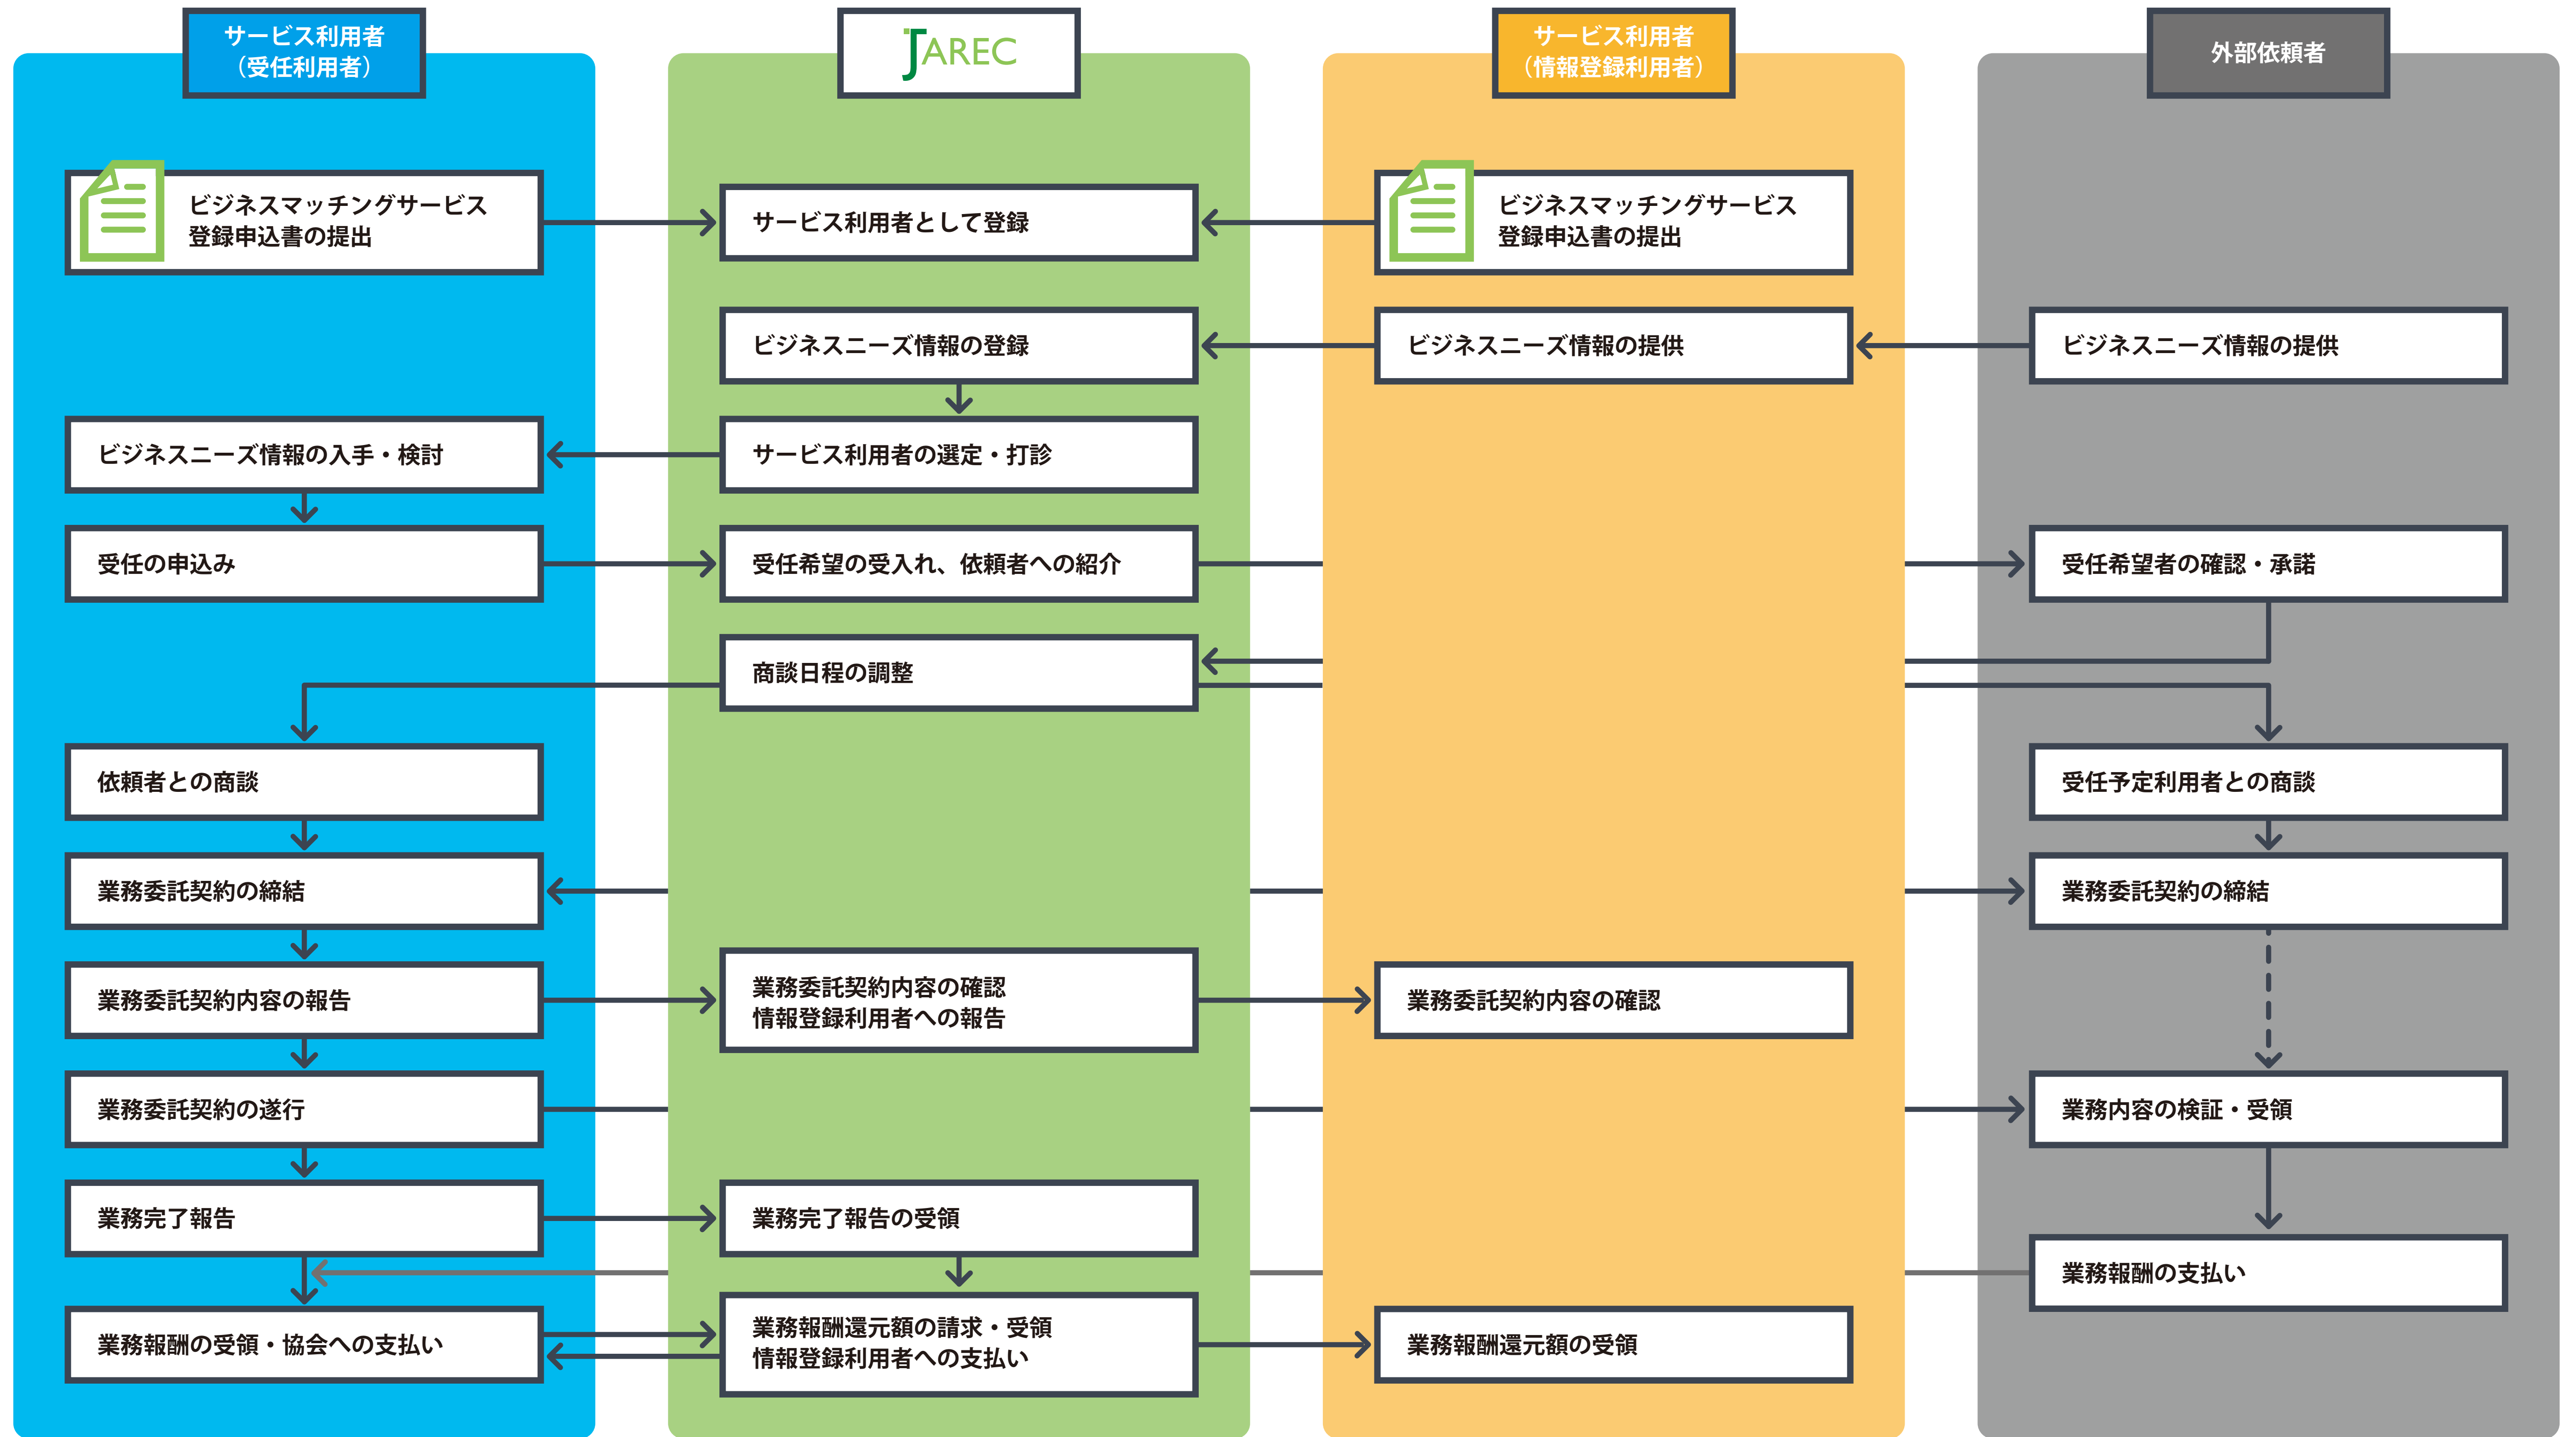 サービス利用者
（受任利用者）
JAREC
サービス利用者
（情報登録利用者）
外部依頼者
ビジネスマッチングサービス
登録申込書の提出
サービス利用者として登録
ビジネスマッチングサービス
登録申込書の提出
ビジネスニーズ情報の登録
ビジネスニーズ情報の提供
ビジネスニーズ情報の提供
ビジネスニーズ情報の入手・検討
サービス利用者の選定・打診
受任の申込み
受任希望の受入れ、依頼者への紹介
受任希望者の確認・承諾
商談日程の調整
依頼者との商談
受任予定利用者との商談
業務委託契約の締結
業務委託契約の締結
業務委託契約内容の報告
業務委託契約内容の確認
情報登録利用者への報告
業務委託契約内容の確認
業務委託契約の遂行
業務内容の検証・受領
業務完了報告
業務完了報告の受領
業務報酬の支払い
業務報酬の受領・協会への支払い
業務報酬還元額の請求・受領
情報登録利用者への支払い
業務報酬還元額の受領